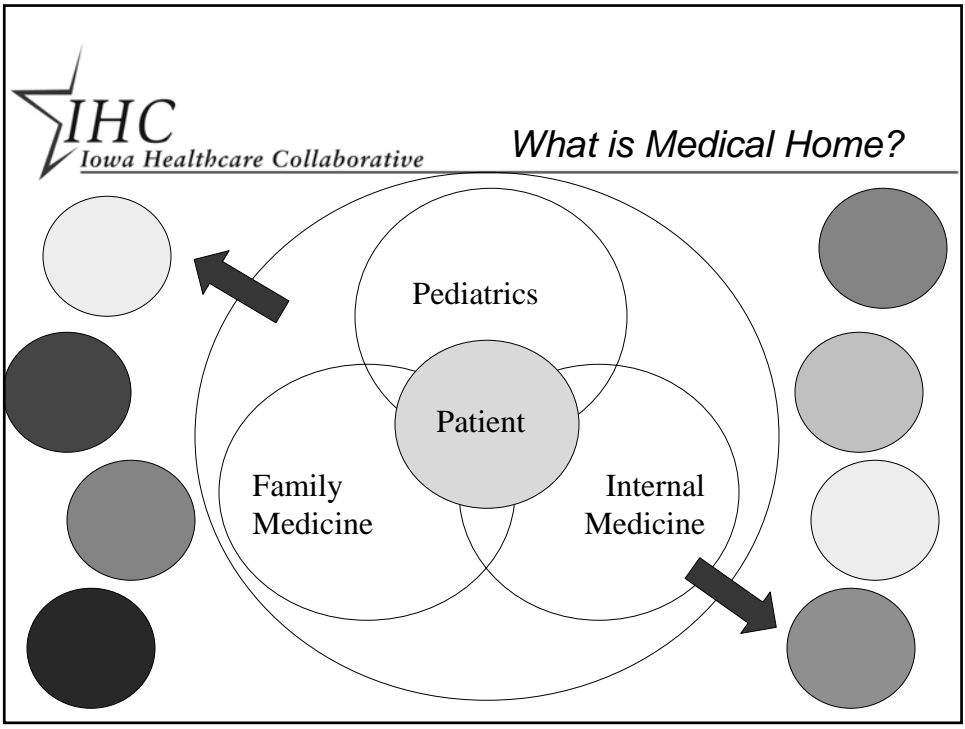 IHC
Iowa Healthcare Collaborative
What is Medical Home?
Pediatrics
Patient
Family
Medicine
Internal
Medicine